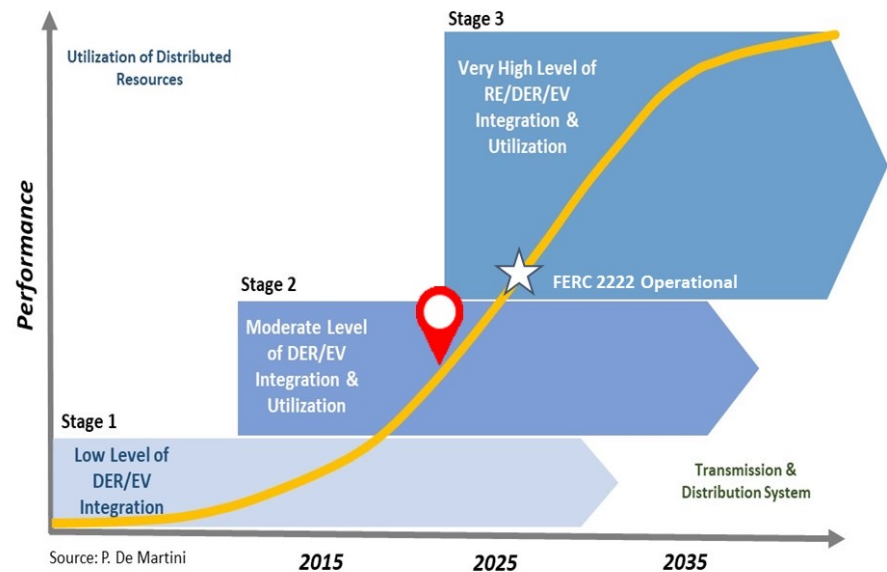 Stage 3
Utilization of Distributed
Resources
Very High Level of
RE/DER/EV
Integration &
Utilization
Performance
FERC 2222 Operational
Stage 2
Moderate Level
of DER/EV
Integration &
Utilization
Stage 1
Low Level of
DER/EV
Integration
Transmission &
Distribution System
Source: P. De Martini
2015
2025
2035